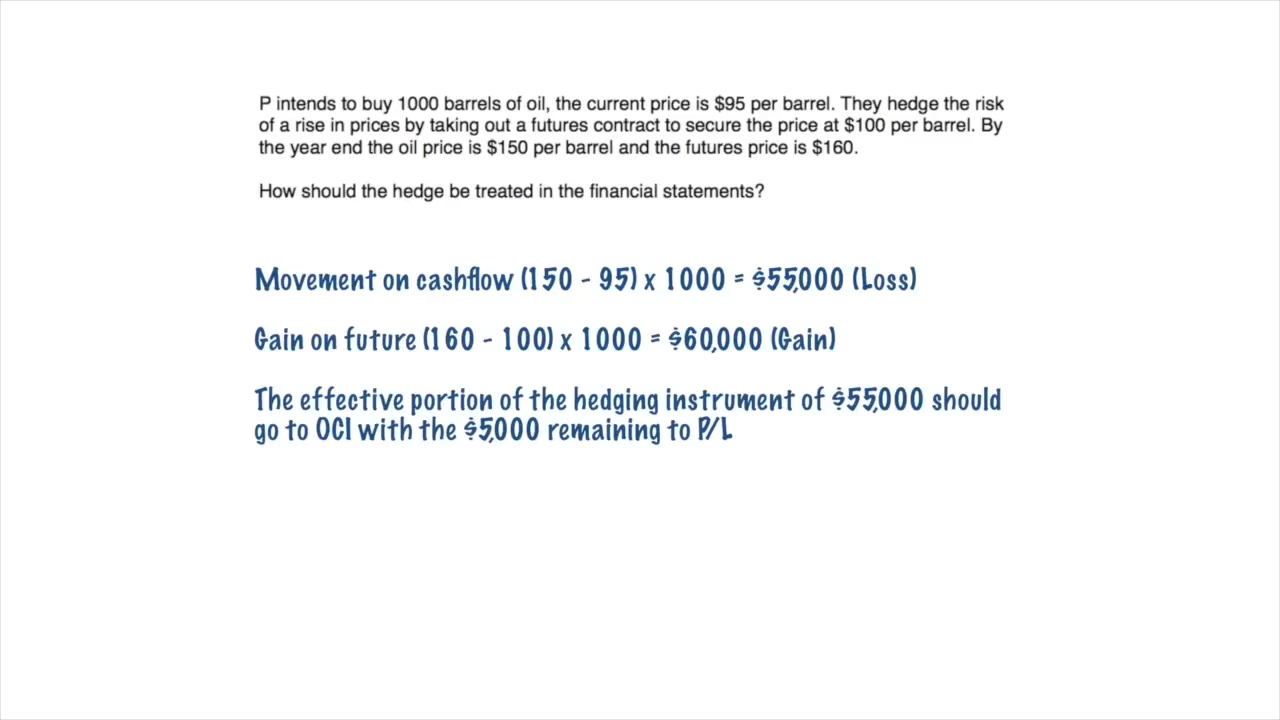 P intends to buy 1000 barrels of oil, the current price is $95 per barrel. They hedge the risk
of a rise in prices by taking out a futures contract to secure the price at $100 per barrel. By
the year end the oil price is $150 per barrel and the futures price is $160.
How should the hedge be treated in the financial statements?
Movement on cashflow (150 - 95) x 1000 = $55,000 (Loss)
Gain on future (160 - 100) x 1000 = $60,000 (Gain)
The effective portion of the hedging instrument of $55,000 should
go to OCI with the $5,000 remaining to P/L